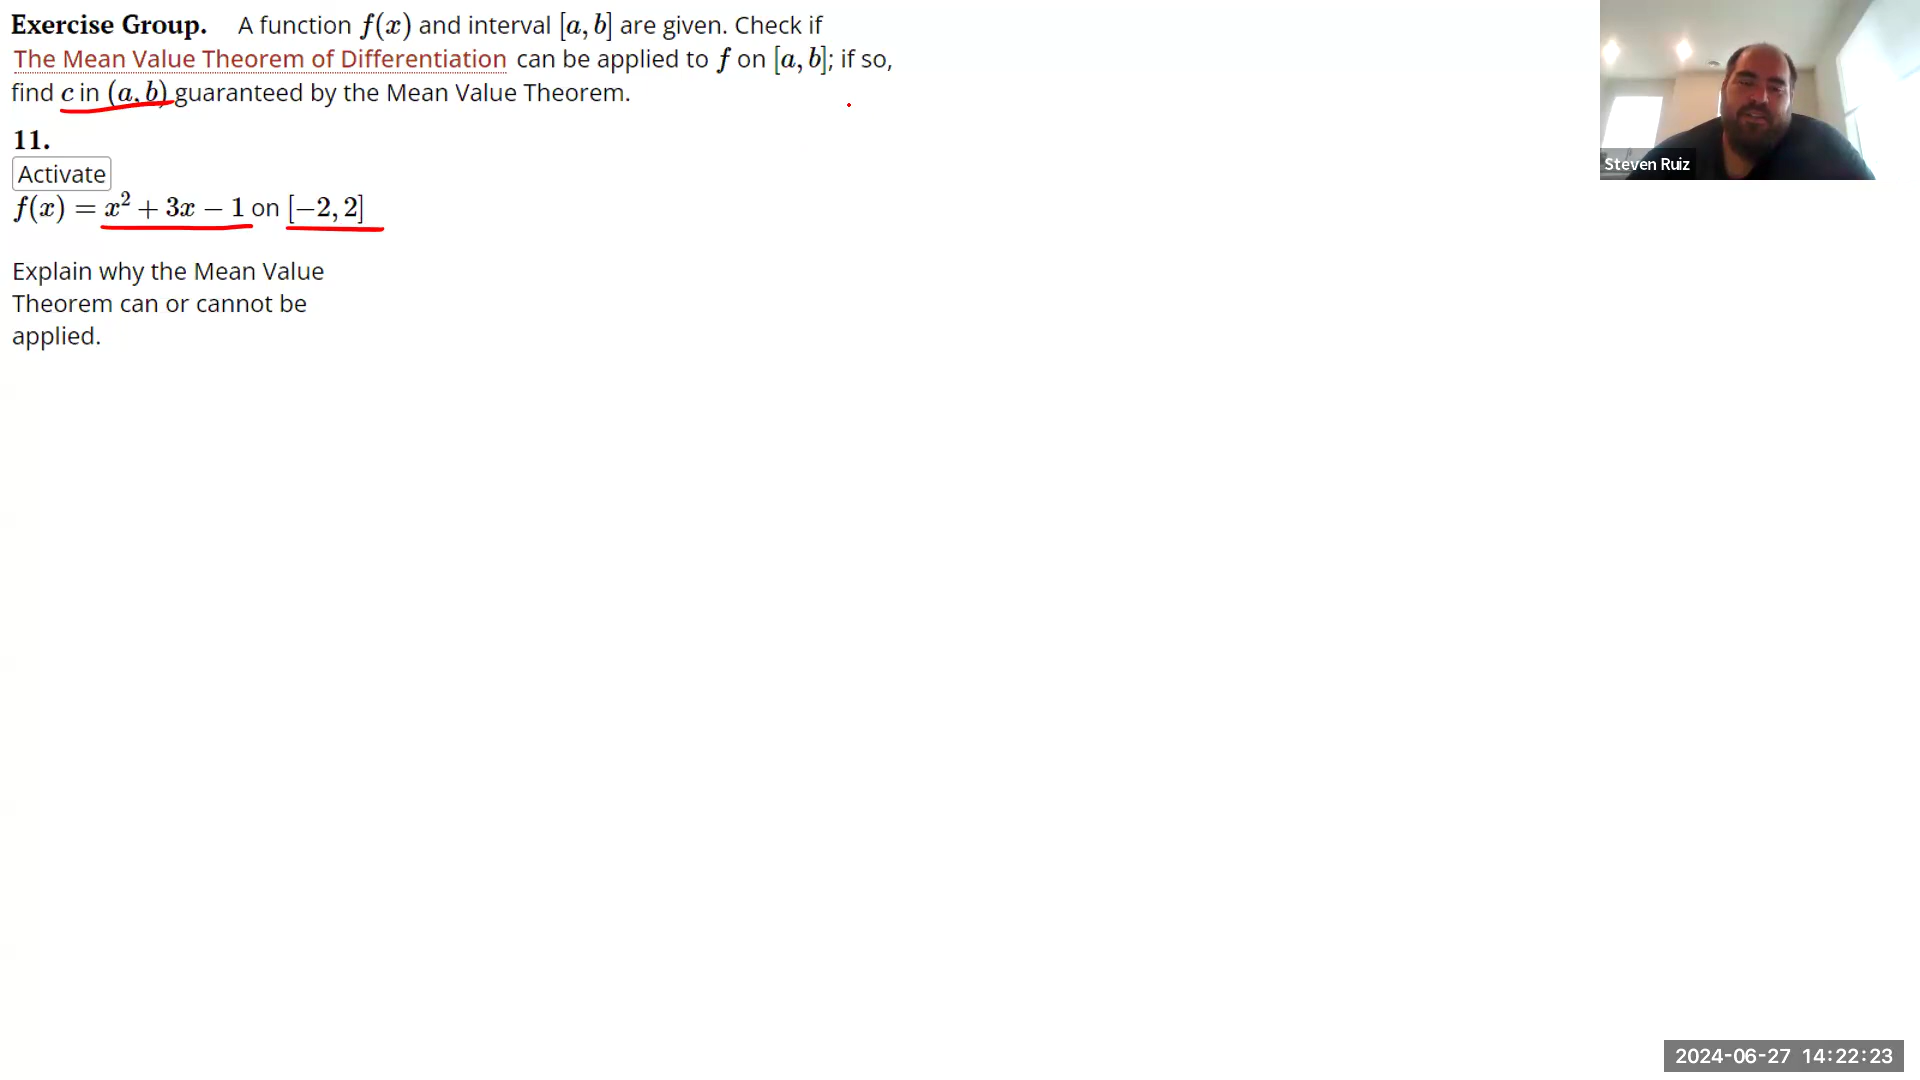 Exercise Group. A function f(x) and interval [a, b] are given. Check if
The Mean Value Theorem of Differentiation can be applied to f on [a, b]; if so,
find c in (a, b) guaranteed by the Mean Value Theorem.
11.
Activate
f(x) = x² + 3x − 1 on [−2, 2]
Explain why the Mean Value
Theorem can or cannot be
applied.
Steven Ruiz
2024-06-27 14:22:23